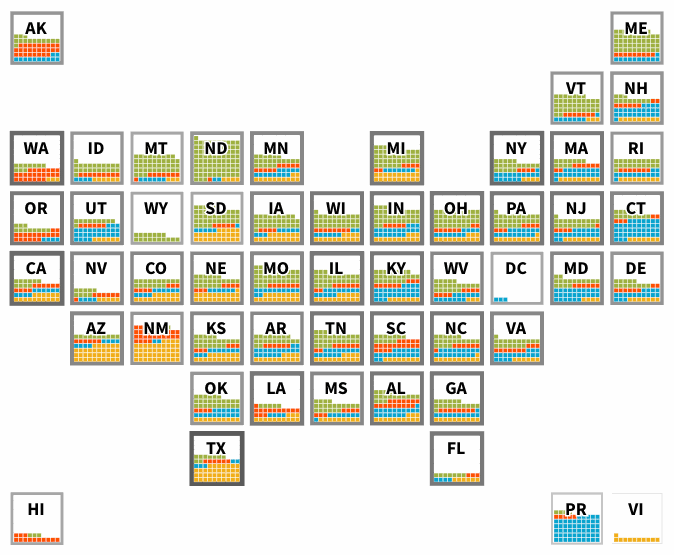 AK ME
VT NH
WA ID MT ND MN MI NY MA RI
OR UT WY SD IA WI IN OH PA NJ CT
CA NV CO NE MO IL KY WV DC MD DE
AZ NM KS AR TN SC NC VA
OK LA MS AL GA
TX FL
HI PR VI